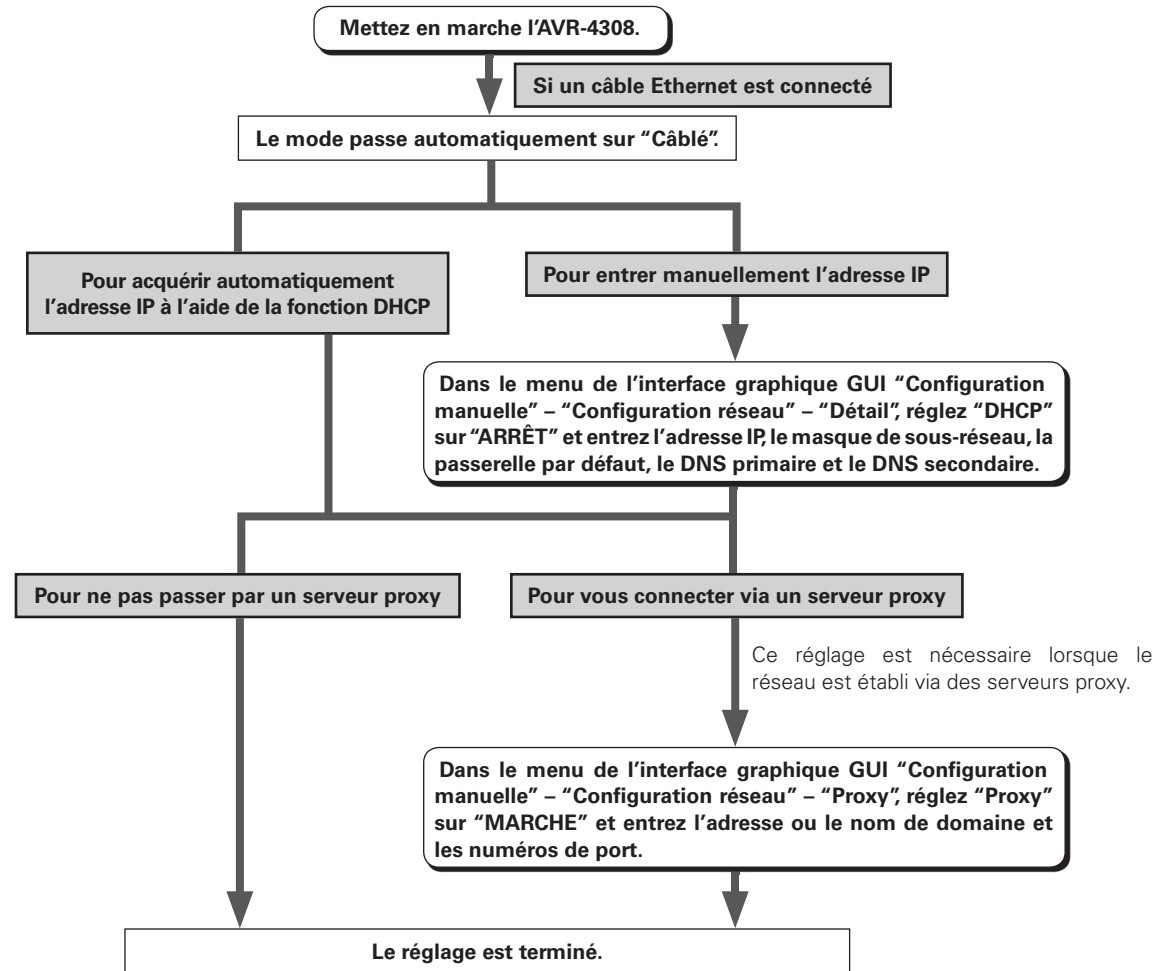 Mettez en marche l'AVR-4308.
Si un câble Ethernet est connecté
Le mode passe automatiquement sur "Câblé".
Pour acquérir automatiquement
l'adresse IP à l'aide de la fonction DHCP
Pour entrer manuellement l'adresse IP
Dans le menu de l'interface graphique GUI "Configuration
manuelle" – "Configuration réseau" – "Détail", réglez "DHCP"
sur "ARRÊT" et entrez l'adresse IP, le masque de sous-réseau, la
passerelle par défaut, le DNS primaire et le DNS secondaire.
Pour ne pas passer par un serveur proxy
Pour vous connecter via un serveur proxy
Ce réglage est nécessaire lorsque le
réseau est établi via des serveurs proxy.
Dans le menu de l'interface graphique GUI "Configuration
manuelle" – "Configuration réseau" – "Proxy", réglez "Proxy"
sur "MARCHE" et entrez l'adresse ou le nom de domaine et
les numéros de port.
Le réglage est terminé.